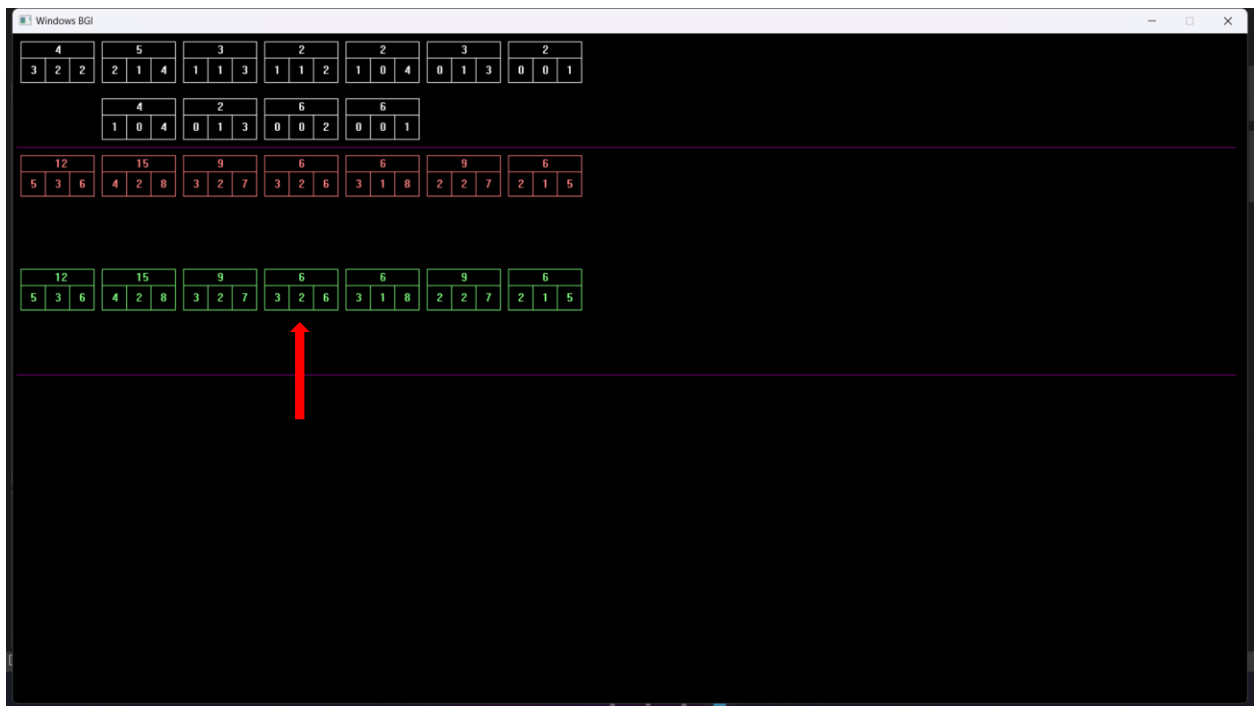 Windows BGI
4 5 3 2 2 3 2
3 2 2 2 1 4 1 1 3 1 1 2 1 0 4 0 1 3 0 0 1
4 2 6 6
1 0 4 0 1 3 0 0 2 0 0 1
12 15 9 6 6 9 6
5 3 6 4 2 8 3 2 7 3 2 6 3 1 8 2 2 7 2 1 5
12 15 9 6 6 9 6
5 3 6 4 2 8 3 2 7 3 2 6 3 1 8 2 2 7 2 1 5